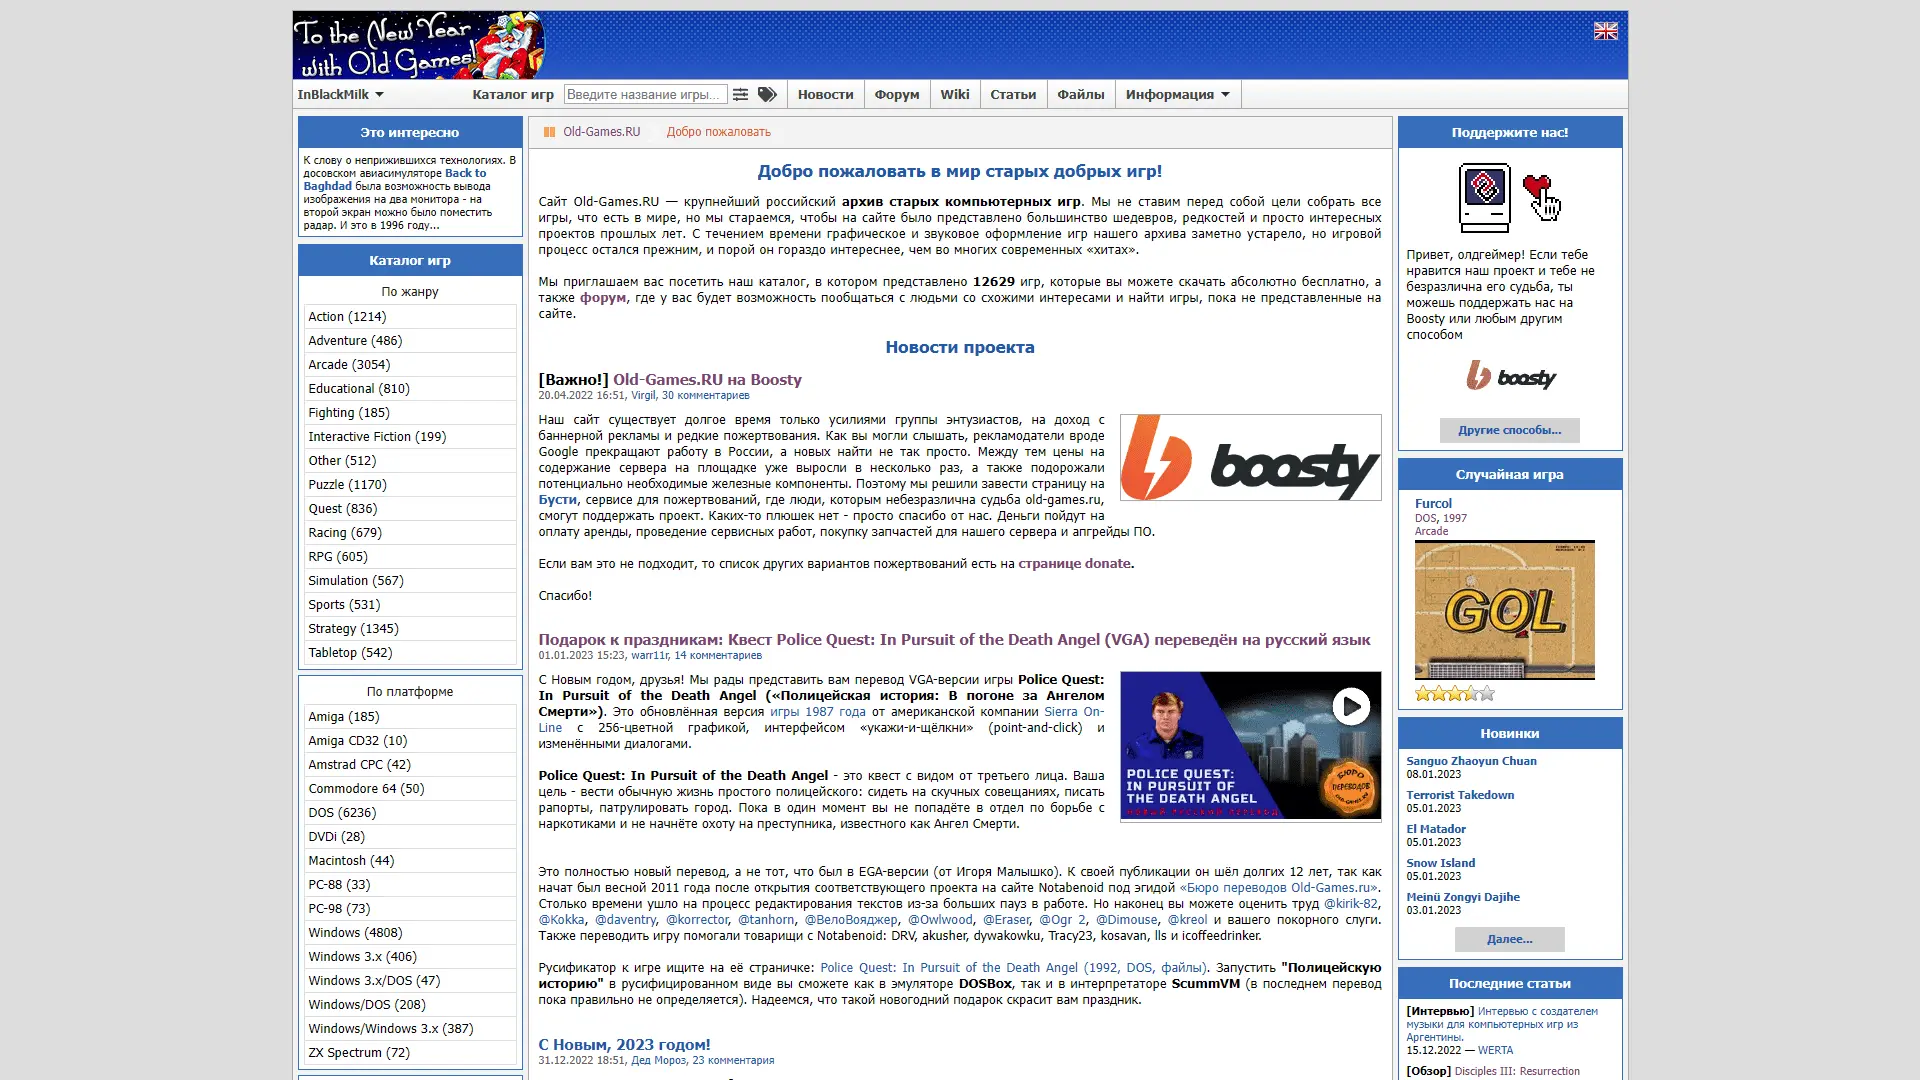 To the New Year
with Old Games!
InBlackMilk
Каталог игр
Введите название игры...
Новости
Форум
Wiki
Статьи
Файлы
Информация
Это интересно
К слову о неприжившихся технологиях. В
досовском авиасимуляторе Back to
Baghdad была возможность вывода
изображения на два монитора - на
второй экран можно было поместить
радар. И это в 1996 году...
Каталог игр
По жанру
Action (1214)
Adventure (486)
Arcade (3054)
Educational (810)
Fighting (185)
Interactive Fiction (199)
Other (512)
Puzzle (1170)
Quest (836)
Racing (679)
RPG (605)
Simulation (567)
Sports (531)
Strategy (1345)
Tabletop (542)
По платформе
Amiga (185)
Amiga CD32 (10)
Amstrad CPC (42)
Commodore 64 (50)
DOS (6236)
DVDi (28)
Macintosh (44)
PC-88 (33)
PC-98 (73)
Windows (4808)
Windows 3.x (406)
Windows 3.x/DOS (47)
Windows/DOS (208)
Windows/Windows 3.x (387)
ZX Spectrum (72)
Old-Games.RU
Добро пожаловать
Добро пожаловать в мир старых добрых игр!
Сайт Old-Games.RU — крупнейший российский архив старых компьютерных игр. Мы не ставим перед собой цели собрать все
игры, что есть в мире, но мы стараемся, чтобы на сайте было представлено большинство шедевров, редкостей и просто интересных
проектов прошлых лет. С течением времени графическое и звуковое оформление игр нашего архива заметно устарело, но игровой
процесс остался прежним, и порой он гораздо интереснее, чем во многих современных «хитах».
Мы приглашаем вас посетить наш каталог, в котором представлено 12629 игр, которые вы можете скачать абсолютно бесплатно, а
также форум, где у вас будет возможность пообщаться с людьми со схожими интересами и найти игры, пока не представленные на
сайте.
Новости проекта
[Важно!] Old-Games.RU на Boosty
20.04.2022 16:51, Virgil, 30 комментариев
Наш сайт существует долгое время только усилиями группы энтузиастов, на доход с
баннерной рекламы и редкие пожертвования. Как вы могли слышать, рекламодатели вроде
Google прекращают работу в России, а новых найти не так просто. Между тем цены на
содержание сервера на площадке уже выросли в несколько раз, а также подорожали
потенциально необходимые железные компоненты. Поэтому мы решили завести страницу на
Бусти, сервисе для пожертвований, где люди, которым небезразлична судьба old-games.ru,
смогут поддержать проект. Каких-то плюшек нет - просто спасибо от нас. Деньги пойдут на
оплату аренды, проведение сервисных работ, покупку запчастей для нашего сервера и апгрейды ПО.
boosty
Если вам это не подходит, то список других вариантов пожертвований есть на странице donate.
Спасибо!
Подарок к праздникам: Квест Police Quest: In Pursuit of the Death Angel (VGA) переведён на русский язык
01.01.2023 15:23, warr11r, 14 комментариев
С Новым годом, друзья! Мы рады представить вам перевод VGA-версии игры Police Quest:
In Pursuit of the Death Angel («Полицейская история: В погоне за Ангелом
Смерти»). Это обновлённая версия игры 1987 года от американской компании Sierra On-
Line с 256-цветной графикой, интерфейсом «укажи-и-щёлкни» (point-and-click) и
изменёнными диалогами.
Police Quest: In Pursuit of the Death Angel - это квест с видом от третьего лица. Ваша
цель - вести обычную жизнь простого полицейского: сидеть на скучных совещаниях, писать
рапорты, патрулировать город. Пока в один момент вы не попадёте в отдел по борьбе с
наркотиками и не начнёте охоту на преступника, известного как Ангел Смерти.
POLICE QUEST:
IN PURSUIT OF
THE DEATH ANGEL
НОВЫЙ РУССКИЙ ПЕРЕВОД
БЮРО
ПЕРЕВОДОВ
OLD-GAMES.RU
Это полностью новый перевод, а не тот, что был в EGA-версии (от Игоря Малышко). К своей публикации он шёл долгих 12 лет, так как
начат был весной 2011 года после открытия соответствующего проекта на сайте Notabenoid под эгидой «Бюро переводов Old-Games.ru».
Столько времени ушло на процесс редактирования текстов из-за больших пауз в работе. Но наконец вы можете оценить труд @kirik-82,
@Kokka, @daventry, @korrector, @tanhorn, @ВелоВояджер, @Owlwood, @Eraser, @Ogr 2, @Dimouse, @kreol и вашего покорного слуги.
Также переводить игру помогали товарищи с Notabenoid: DRV, akusher, dywakowku, Tracy23, kosavan, lls и icoffeedrinker.
Русификатор к игре ищите на её страничке: Police Quest: In Pursuit of the Death Angel (1992, DOS, файлы). Запустить "Полицейскую
историю" в русифицированном виде вы сможете как в эмуляторе DOSBox, так и в интерпретаторе ScummVM (в последнем перевод
пока правильно не определяется). Надеемся, что такой новогодний подарок скрасит вам праздник.
С Новым, 2023 годом!
31.12.2022 18:51, Дед Мороз, 23 комментария
Поддержите нас!
Привет, олдгеймер! Если тебе
нравится наш проект и тебе не
безразлична его судьба, ты
можешь поддержать нас на
Boosty или любым другим
способом
boosty
Другие способы...
Случайная игра
Furcol
DOS, 1997
Arcade
GOL
Новинки
Sanguo Zhaoyun Chuan
08.01.2023
Terrorist Takedown
05.01.2023
El Matador
05.01.2023
Snow Island
05.01.2023
Meinü Zongyi Dajihe
03.01.2023
Далее...
Последние статьи
[Интервью] Интервью с создателем
музыки для компьютерных игр из
Аргентины.
15.12.2022 — WERTA
[Обзор] Disciples III: Resurrection